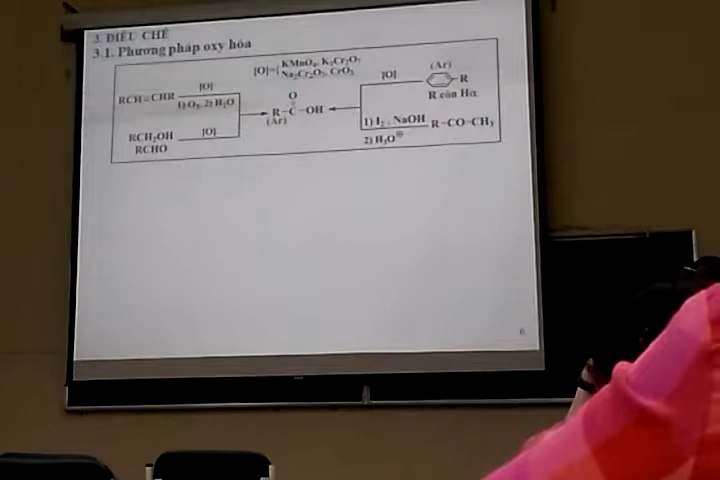 3. ĐIỀU CHẾ
3.1. Phương pháp oxy hóa
[O]={ KMnO₄, K₂Cr₂O₇
Na₂Cr₂O₇, CrO₃
RCH=CHR [O]
1) O₃, 2) H₂O
RCH₂OH [O]
RCHO
O
R-C-OH
(Ar)
[O] (Ar) R
R còn Hα
1) I₂ , NaOH R-CO-CH₃
2) H₃O⊕
6